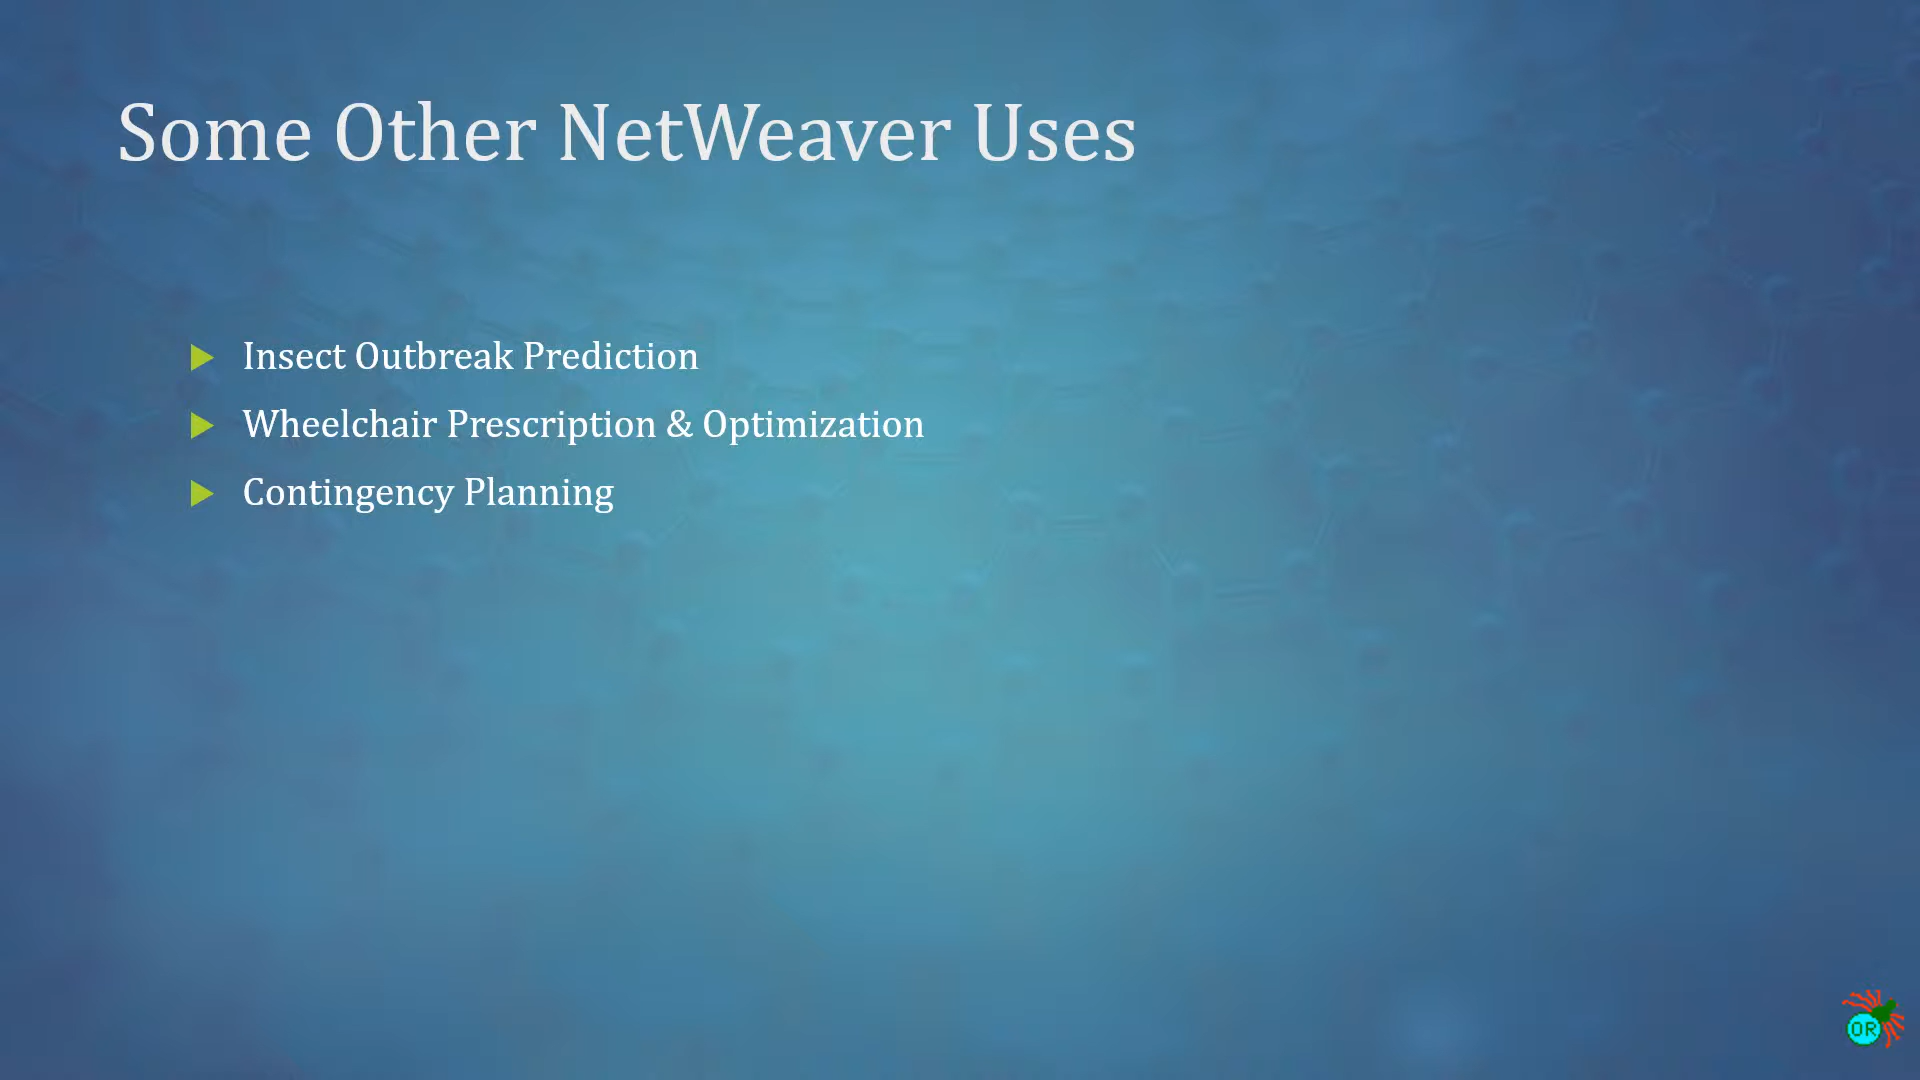 Some Other NetWeaver Uses
Insect Outbreak Prediction
Wheelchair Prescription & Optimization
Contingency Planning
OR